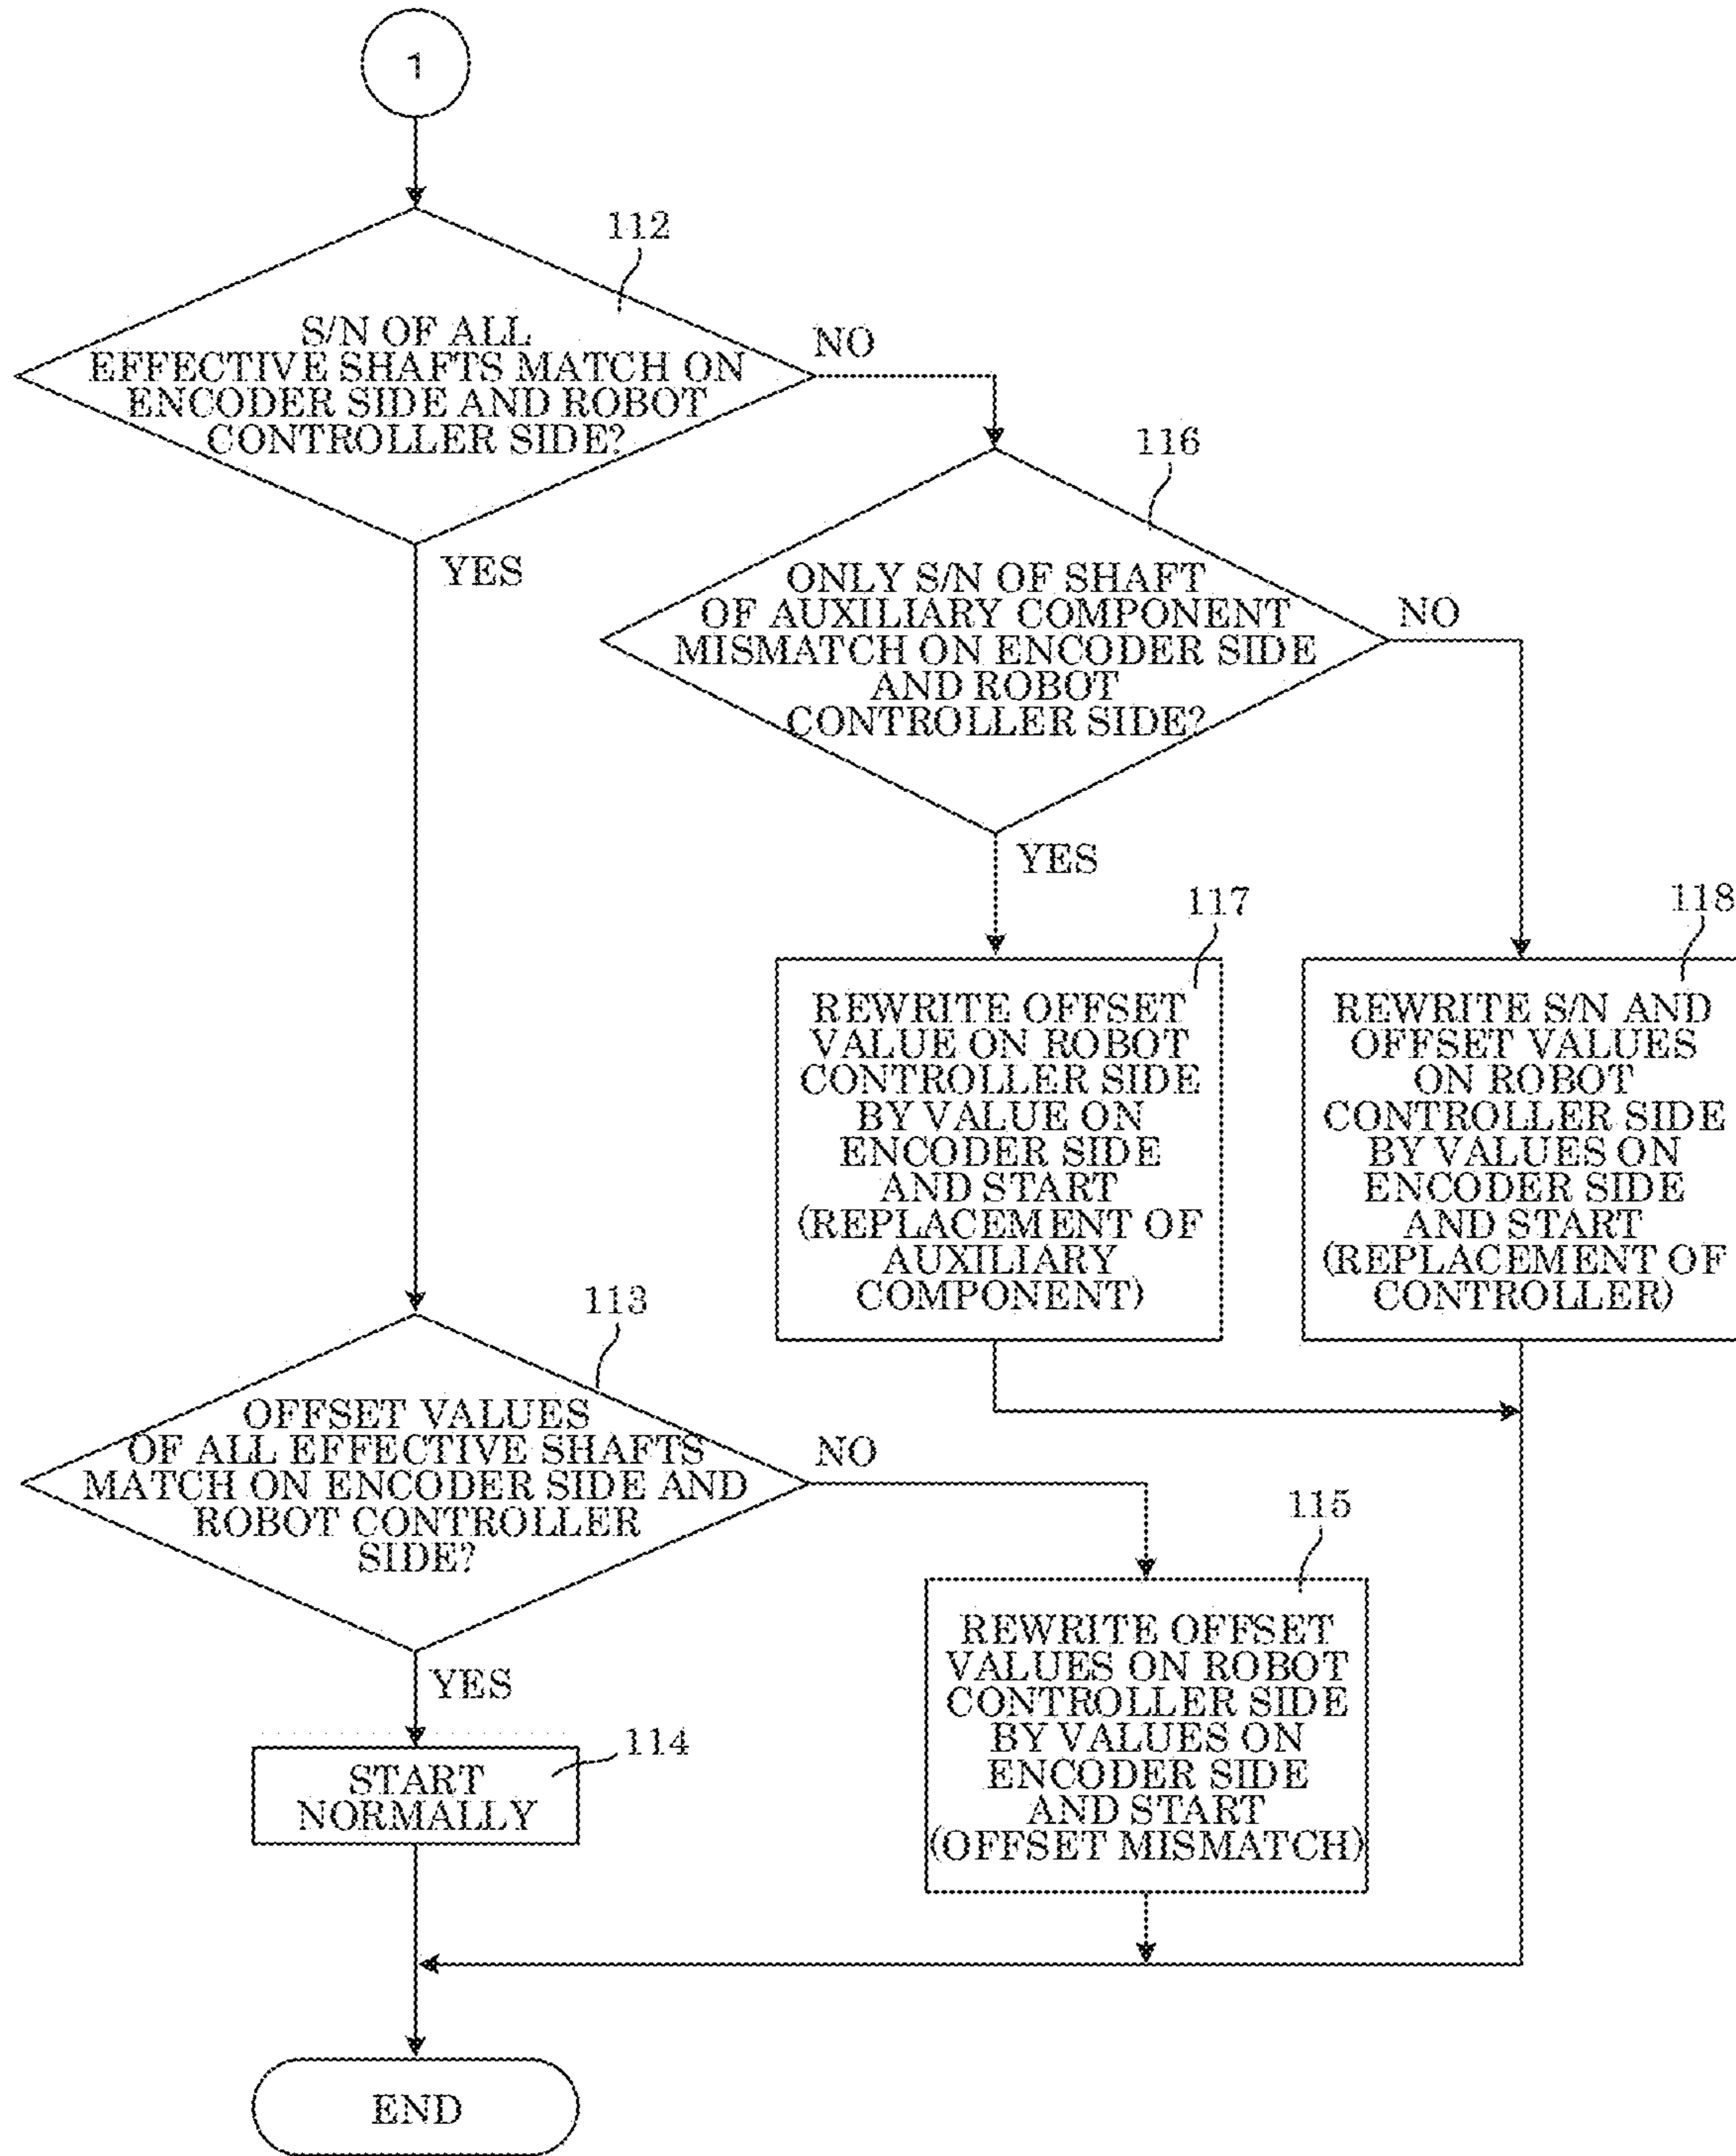 1
112
S/N OF ALL
EFFECTIVE SHAFTS MATCH ON
ENCODER SIDE AND ROBOT
CONTROLLER SIDE?
NO
YES
116
ONLY S/N OF SHAFT
OF AUXILIARY COMPONENT
MISMATCH ON ENCODER SIDE
AND ROBOT
CONTROLLER SIDE?
NO
YES
117
REWRITE OFFSET
VALUE ON ROBOT
CONTROLLER SIDE
BY VALUE ON
ENCODER SIDE
AND START
(REPLACEMENT OF
AUXILIARY
COMPONENT)
118
REWRITE S/N AND
OFFSET VALUES
ON ROBOT
CONTROLLER SIDE
BY VALUES ON
ENCODER SIDE
AND START
(REPLACEMENT OF
CONTROLLER)
113
OFFSET VALUES
OF ALL EFFECTIVE SHAFTS
MATCH ON ENCODER SIDE AND
ROBOT CONTROLLER
SIDE?
NO
YES
115
REWRITE OFFSET
VALUES ON ROBOT
CONTROLLER SIDE
BY VALUES ON
ENCODER SIDE
AND START
(OFFSET MISMATCH)
114
START
NORMALLY
END